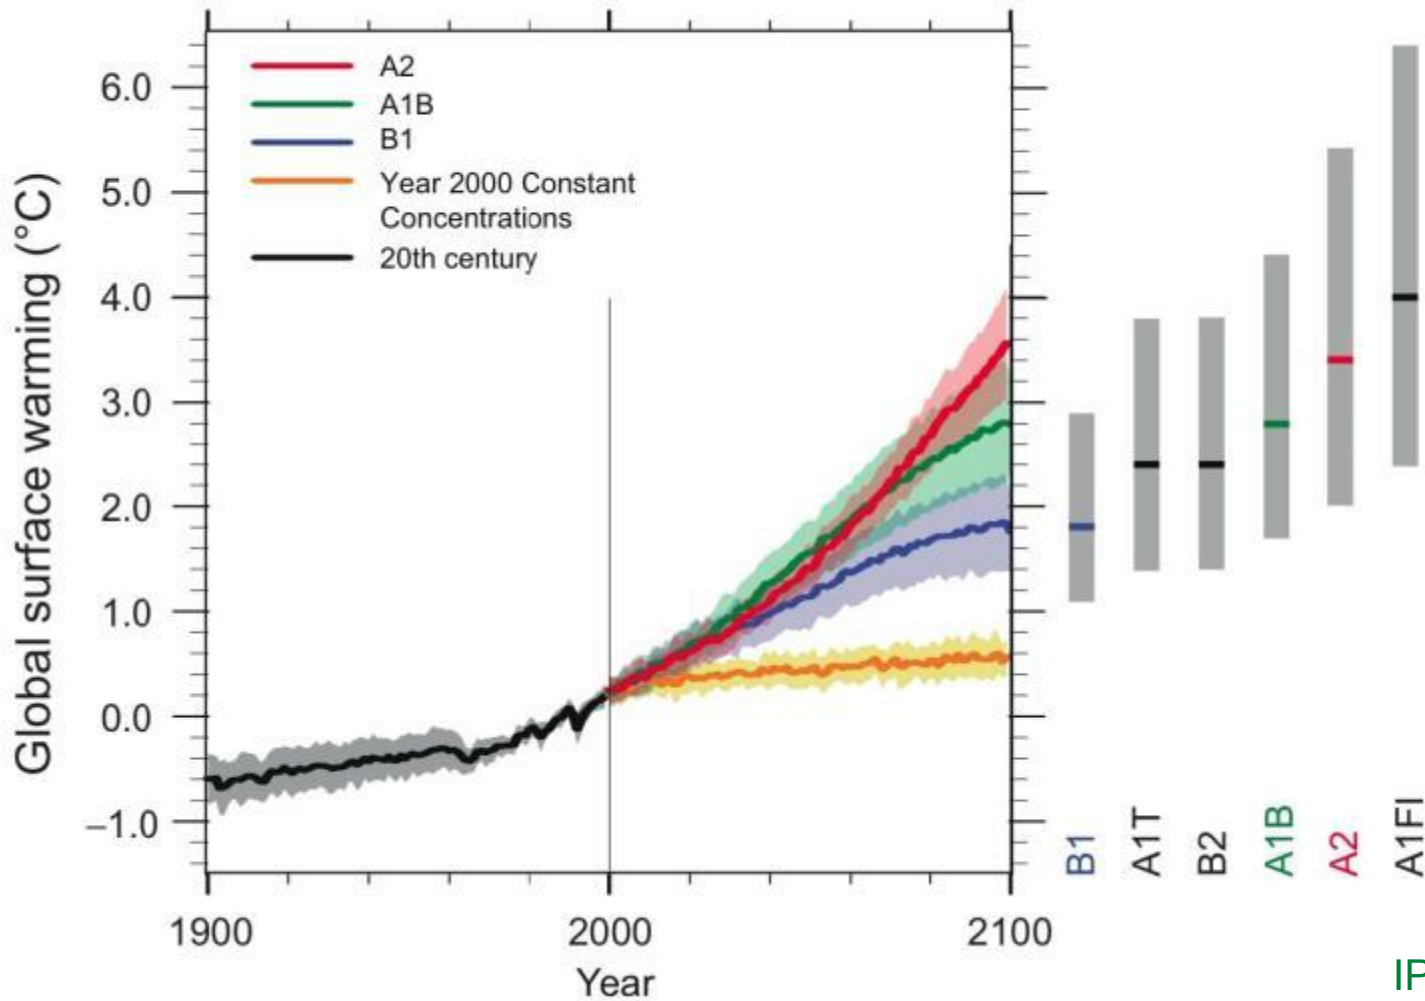 A2
A1B
B1
Year 2000 Constant
Concentrations
20th century
Global surface warming (°C)
6.0
5.0
4.0
3.0
2.0
1.0
0.0
–1.0
1900
2000
2100
Year
B1
A1T
B2
A1B
A2
A1FI